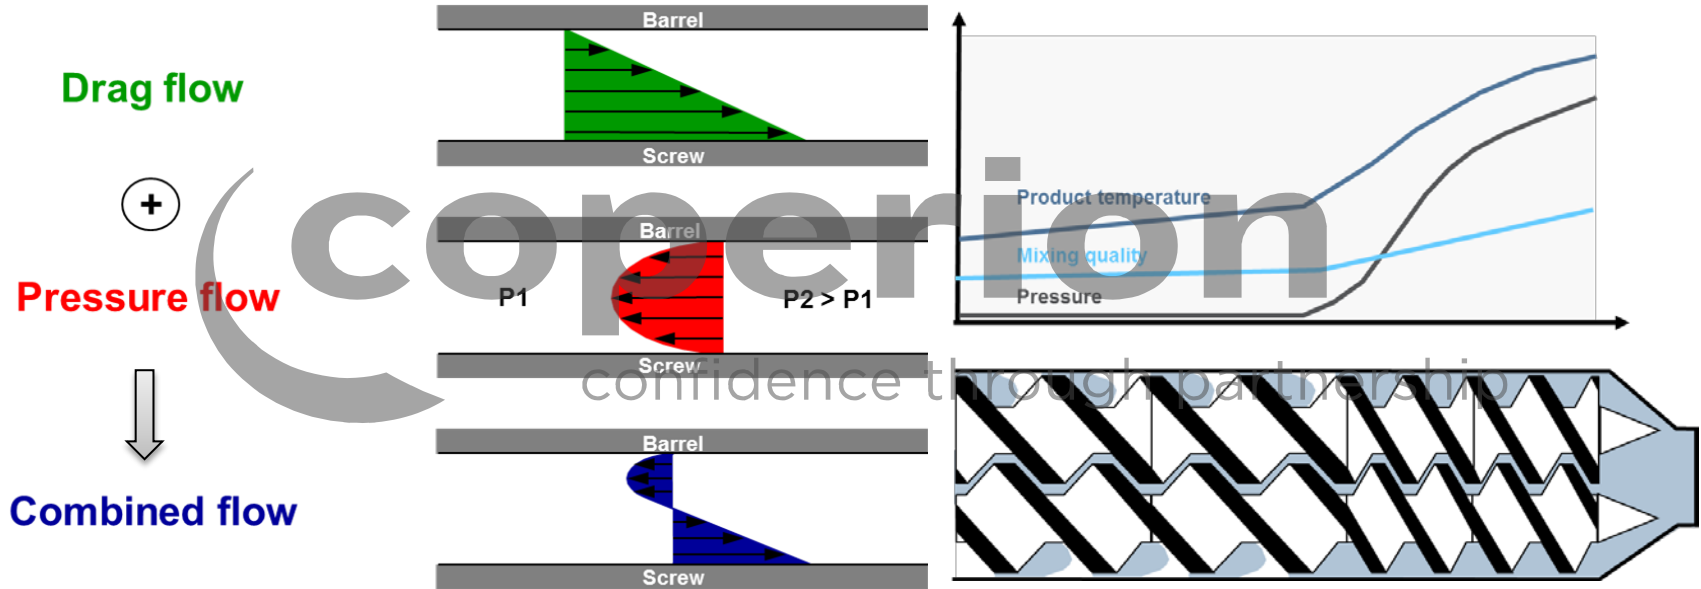 Drag flow
+
Pressure flow
Combined flow
Barrel
Screw
Barrel
P1
P2 > P1
Screw
Barrel
Screw
Product temperature
Mixing quality
Pressure
coperion
confidence through partnership